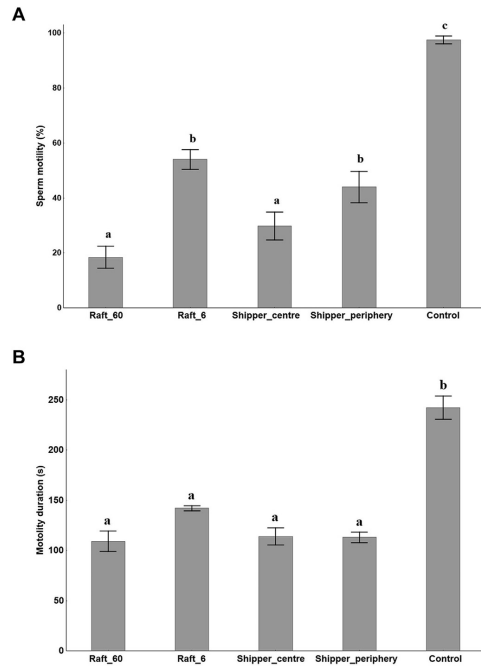 A
c
100
80
b
60
b
Sperm motility (%)
a
40
a
20
0
Raft_60 Raft_6 Shipper_centre Shipper_periphery Control
B
b
250
200
a
150
a a a
Motolity duration (s)
100
50
0
Raft_60 Raft_6 Shipper_centre Shipper_periphery Control